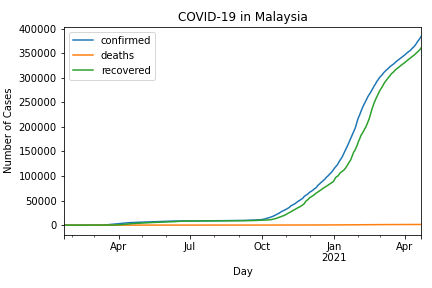 COVID-19 in Malaysia
confirmed
deaths
recovered
Number of Cases
400000
350000
300000
250000
200000
150000
100000
50000
0
Apr
Jul
Oct
Jan
2021
Apr
Day